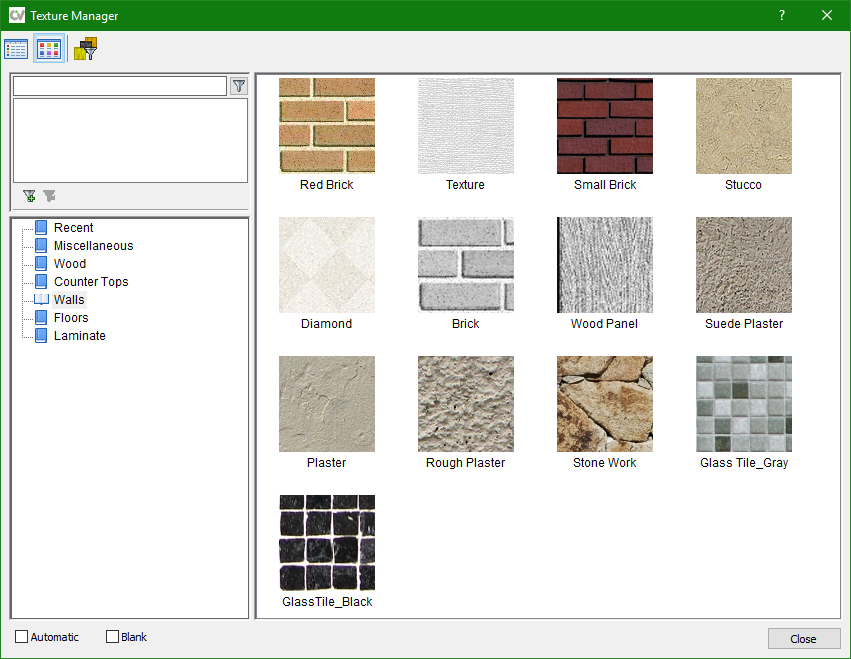 CV Texture Manager ?
Recent
Miscellaneous
Wood
Counter Tops
Walls
Floors
Laminate
Red Brick
Texture
Small Brick
Stucco
Diamond
Brick
Wood Panel
Suede Plaster
Plaster
Rough Plaster
Stone Work
Glass Tile_Gray
GlassTile_Black
Automatic
Blank
Close